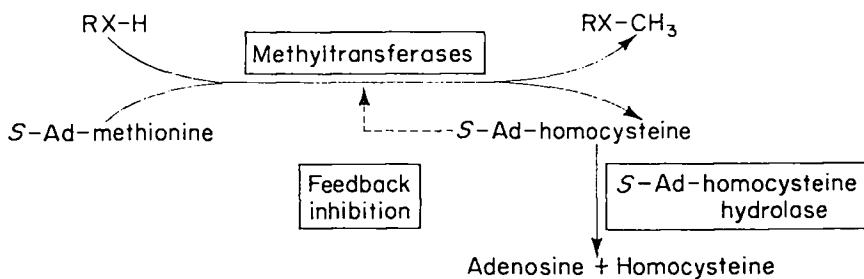 RX-H
RX-CH₃
Methyltransferases
S-Ad-methionine
S-Ad-homocysteine
Feedback
inhibition
S-Ad-homocysteine
hydrolase
Adenosine + Homocysteine